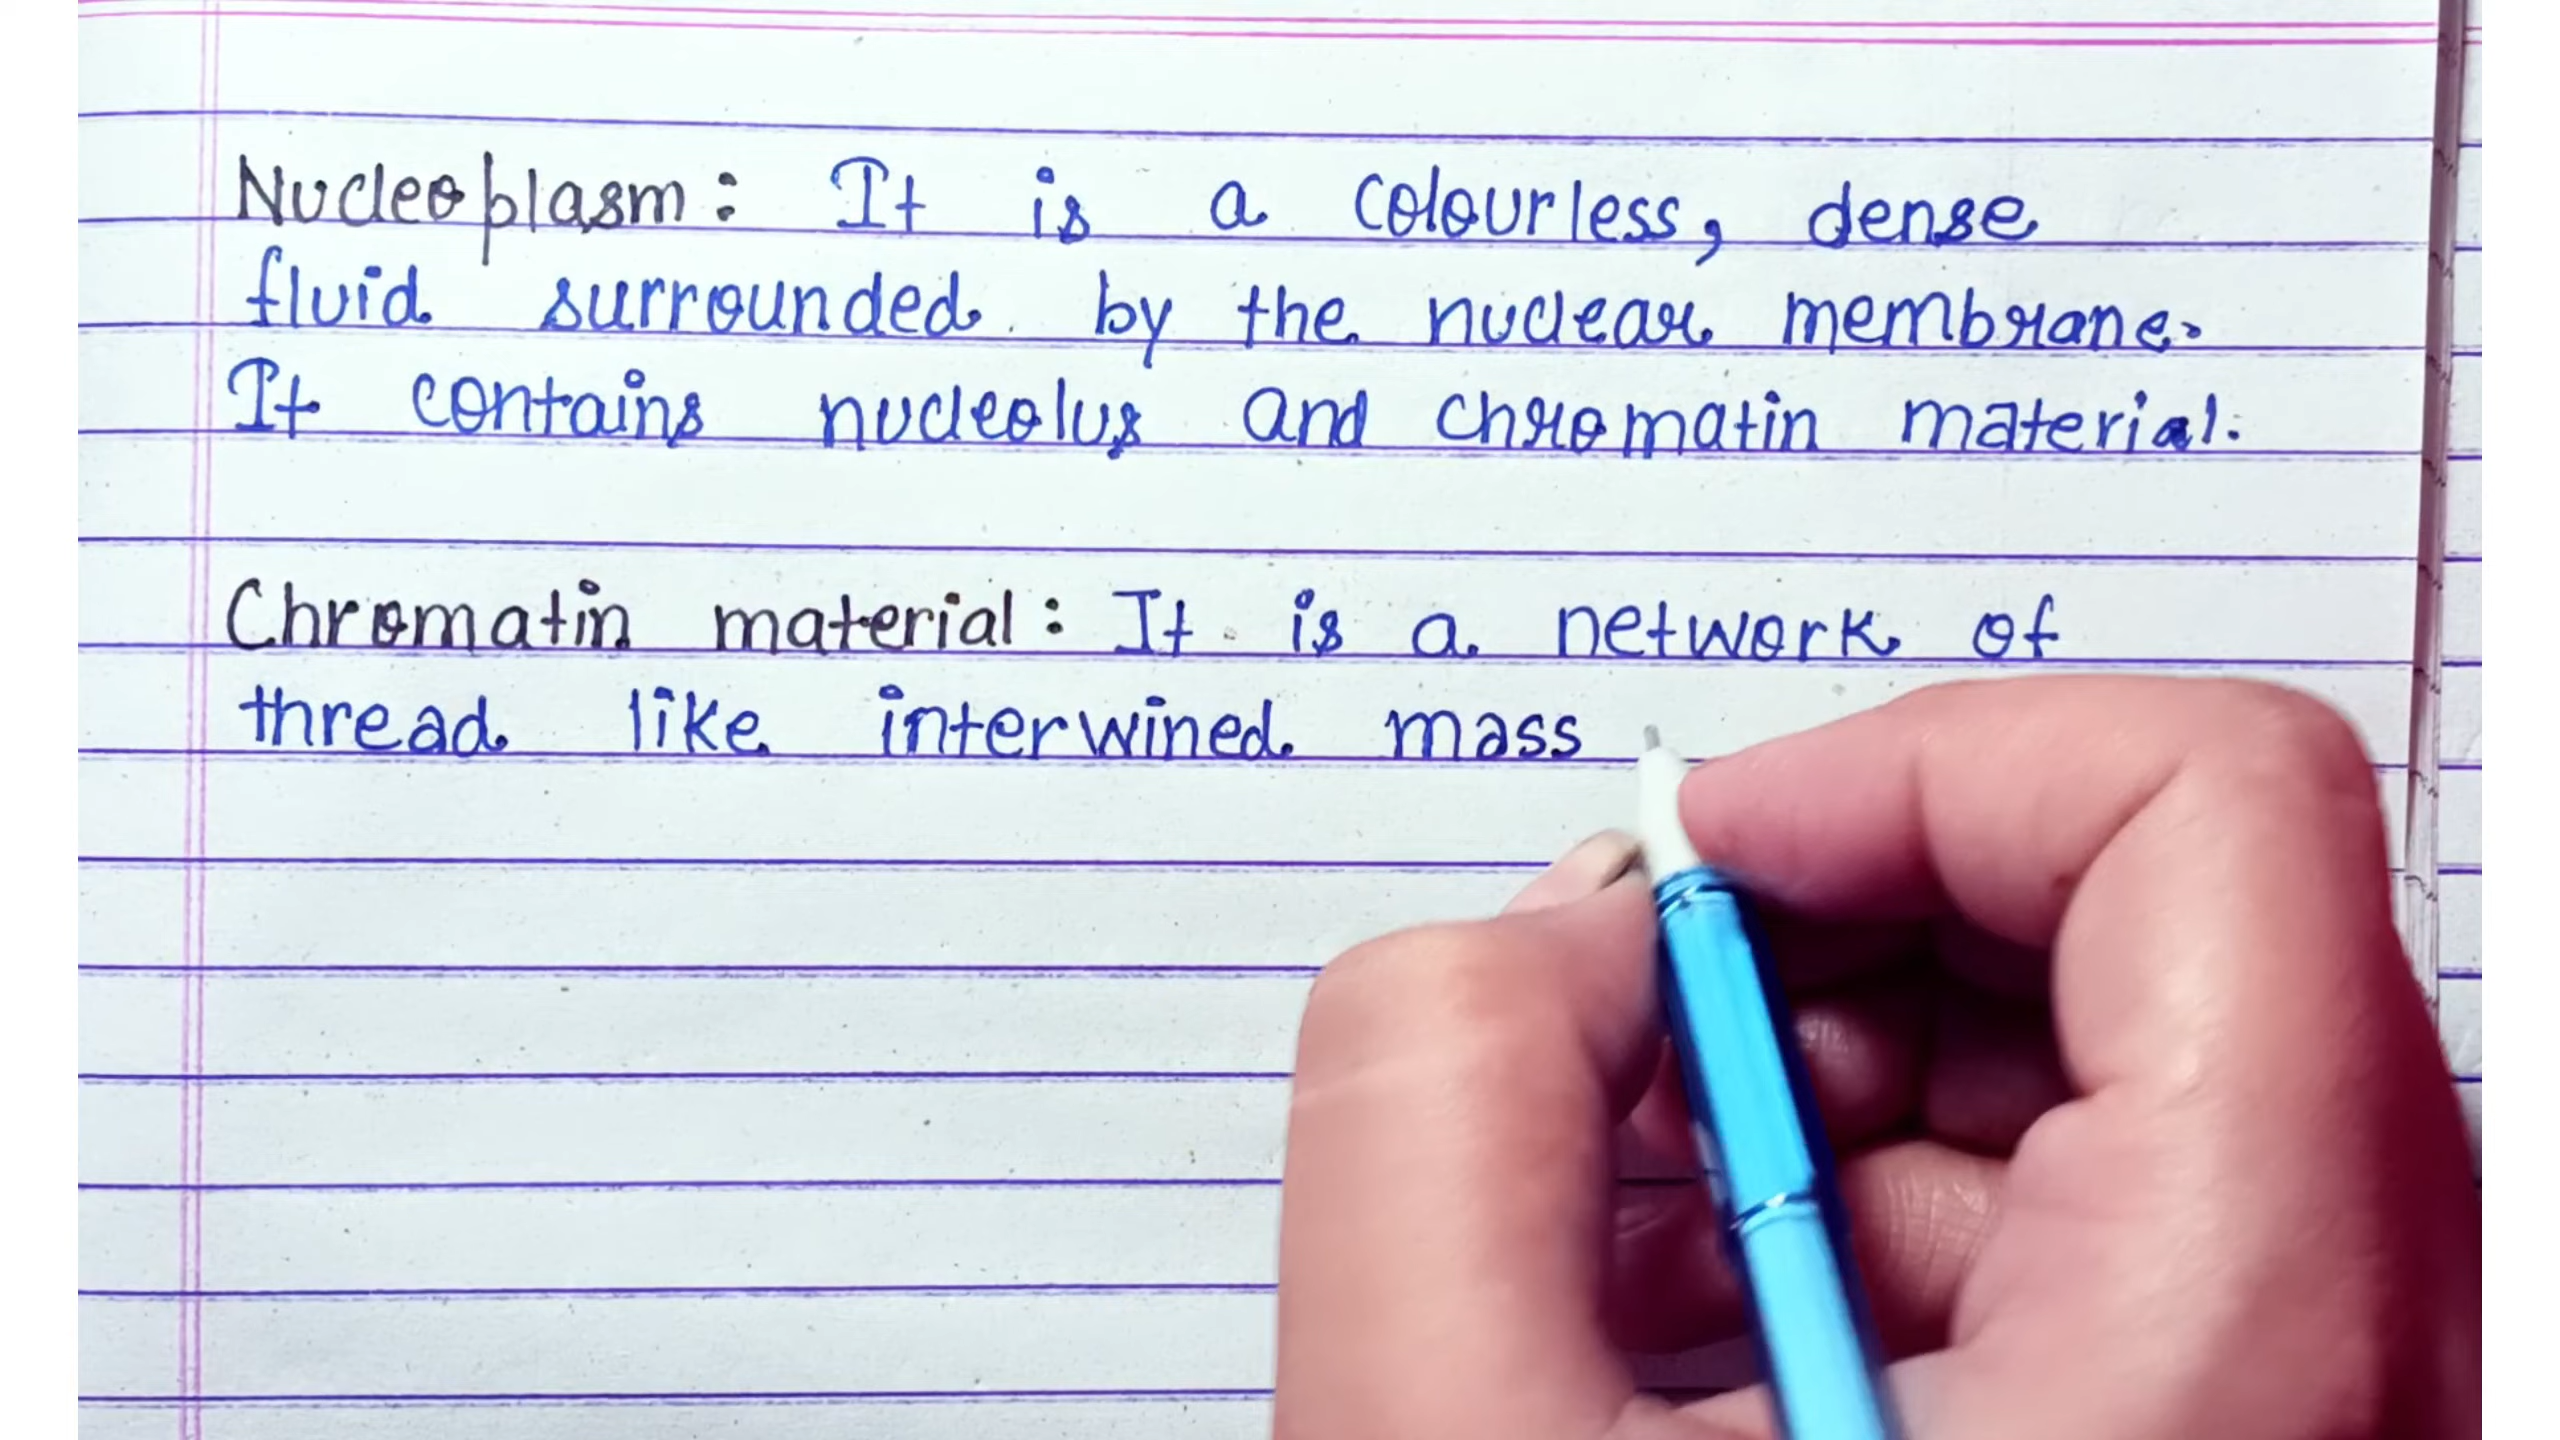 Nucleoplasm: It is a colourless, dense
fluid surrounded by the nuclear membrane.
It contains nucleolus and chromatin material.
Chromatin material: It is a network of
thread like interwined mass